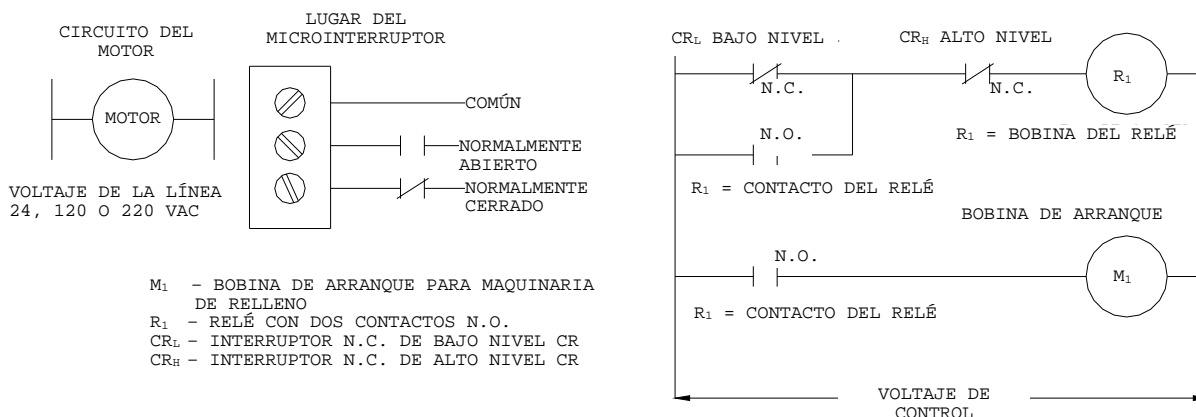 CIRCUITO DEL
MOTOR
MOTOR
VOLTAJE DE LA LÍNEA
24, 120 O 220 VAC
LUGAR DEL
MICROINTERRUPTOR
COMÚN
NORMALMENTE
ABIERTO
NORMALMENTE
CERRADO
M1 – BOBINA DE ARRANQUE PARA MAQUINARIA
DE RELLENO
R1 – RELÉ CON DOS CONTACTOS N.O.
CRL – INTERRUPTOR N.C. DE BAJO NIVEL CR
CRH – INTERRUPTOR N.C. DE ALTO NIVEL CR
CRL BAJO NIVEL
CRH ALTO NIVEL
N.C.
N.C.
R1
N.O.
R1 = BOBINA DEL RELÉ
R1 = CONTACTO DEL RELÉ
BOBINA DE ARRANQUE
N.O.
M1
R1 = CONTACTO DEL RELÉ
VOLTAJE DE
CONTROL